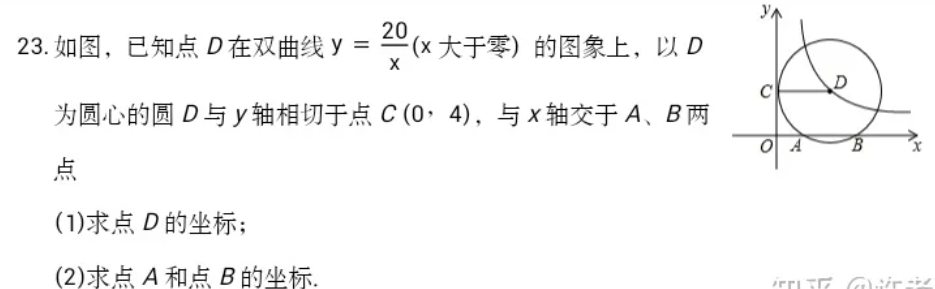 23. 如图，已知点 D 在双曲线 y = 20/x (x 大于零) 的图象上，以 D
为圆心的圆 D 与 y 轴相切于点 C (0，4)，与 x 轴交于 A、B 两
点
(1)求点 D 的坐标；
(2)求点 A 和点 B 的坐标.
y
C
D
O
A
B
x
知乎